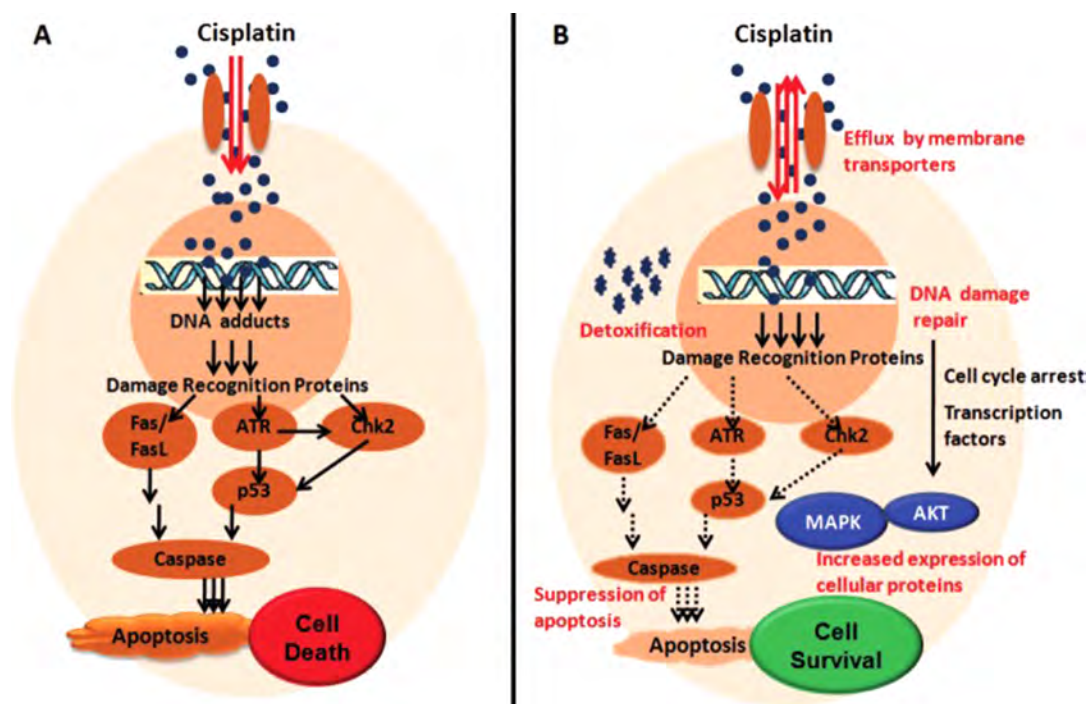 A
Cisplatin
DNA adducts
Damage Recognition Proteins
Fas/
FasL
ATR
Chk2
p53
Caspase
Apoptosis
Cell
Death
B
Cisplatin
Efflux by membrane
transporters
Detoxification
DNA damage
repair
Damage Recognition Proteins
Cell cycle arrest
Transcription
factors
Fas/
FasL
ATR
Chk2
p53
MAPK
AKT
Caspase
Increased expression of
cellular proteins
Suppression of
apoptosis
Apoptosis
Cell
Survival